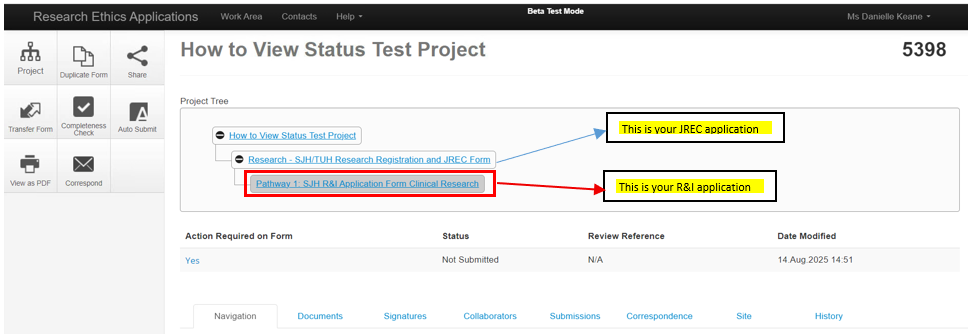 Research Ethics Applications
Work Area
Contacts
Help
Beta Test Mode
Ms Danielle Keane
Project
Duplicate Form
Share
Transfer Form
Completeness
Check
Auto Submit
View as PDF
Correspond
How to View Status Test Project
5398
Project Tree
How to View Status Test Project
Research - SJH/TUH Research Registration and JREC Form
Pathway 1: SJH R&I Application Form Clinical Research
This is your JREC application
This is your R&I application
Action Required on Form Status Review Reference Date Modified
Yes Not Submitted N/A 14.Aug.2025 14:51
Navigation Documents Signatures Collaborators Submissions Correspondence Site History